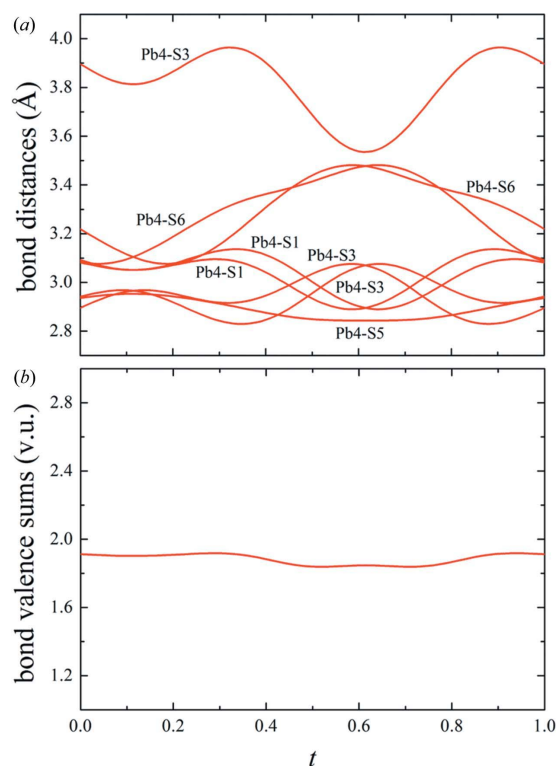 (a)
4.0
3.8
3.6
3.4
3.2
3.0
2.8
bond distances (Å)
Pb4-S3
Pb4-S6
Pb4-S6
Pb4-S1
Pb4-S3
Pb4-S1
Pb4-S3
Pb4-S5
(b)
2.8
2.4
2.0
1.6
1.2
bond valence sums (v.u.)
0.0 0.2 0.4 0.6 0.8 1.0
t